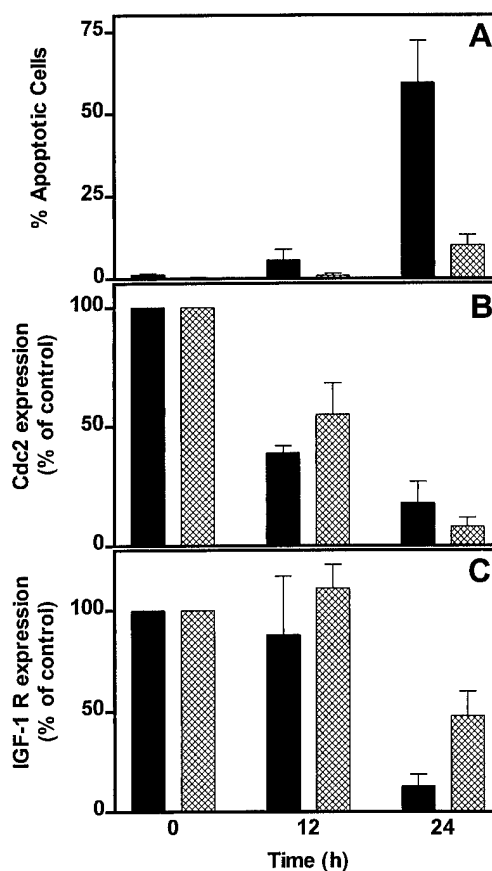 A
% Apoptotic Cells
75
50
25
0
B
Cdc2 expression
(% of control)
100
50
0
C
IGF-1 R expression
(% of control)
100
50
0
0 12 24
Time (h)